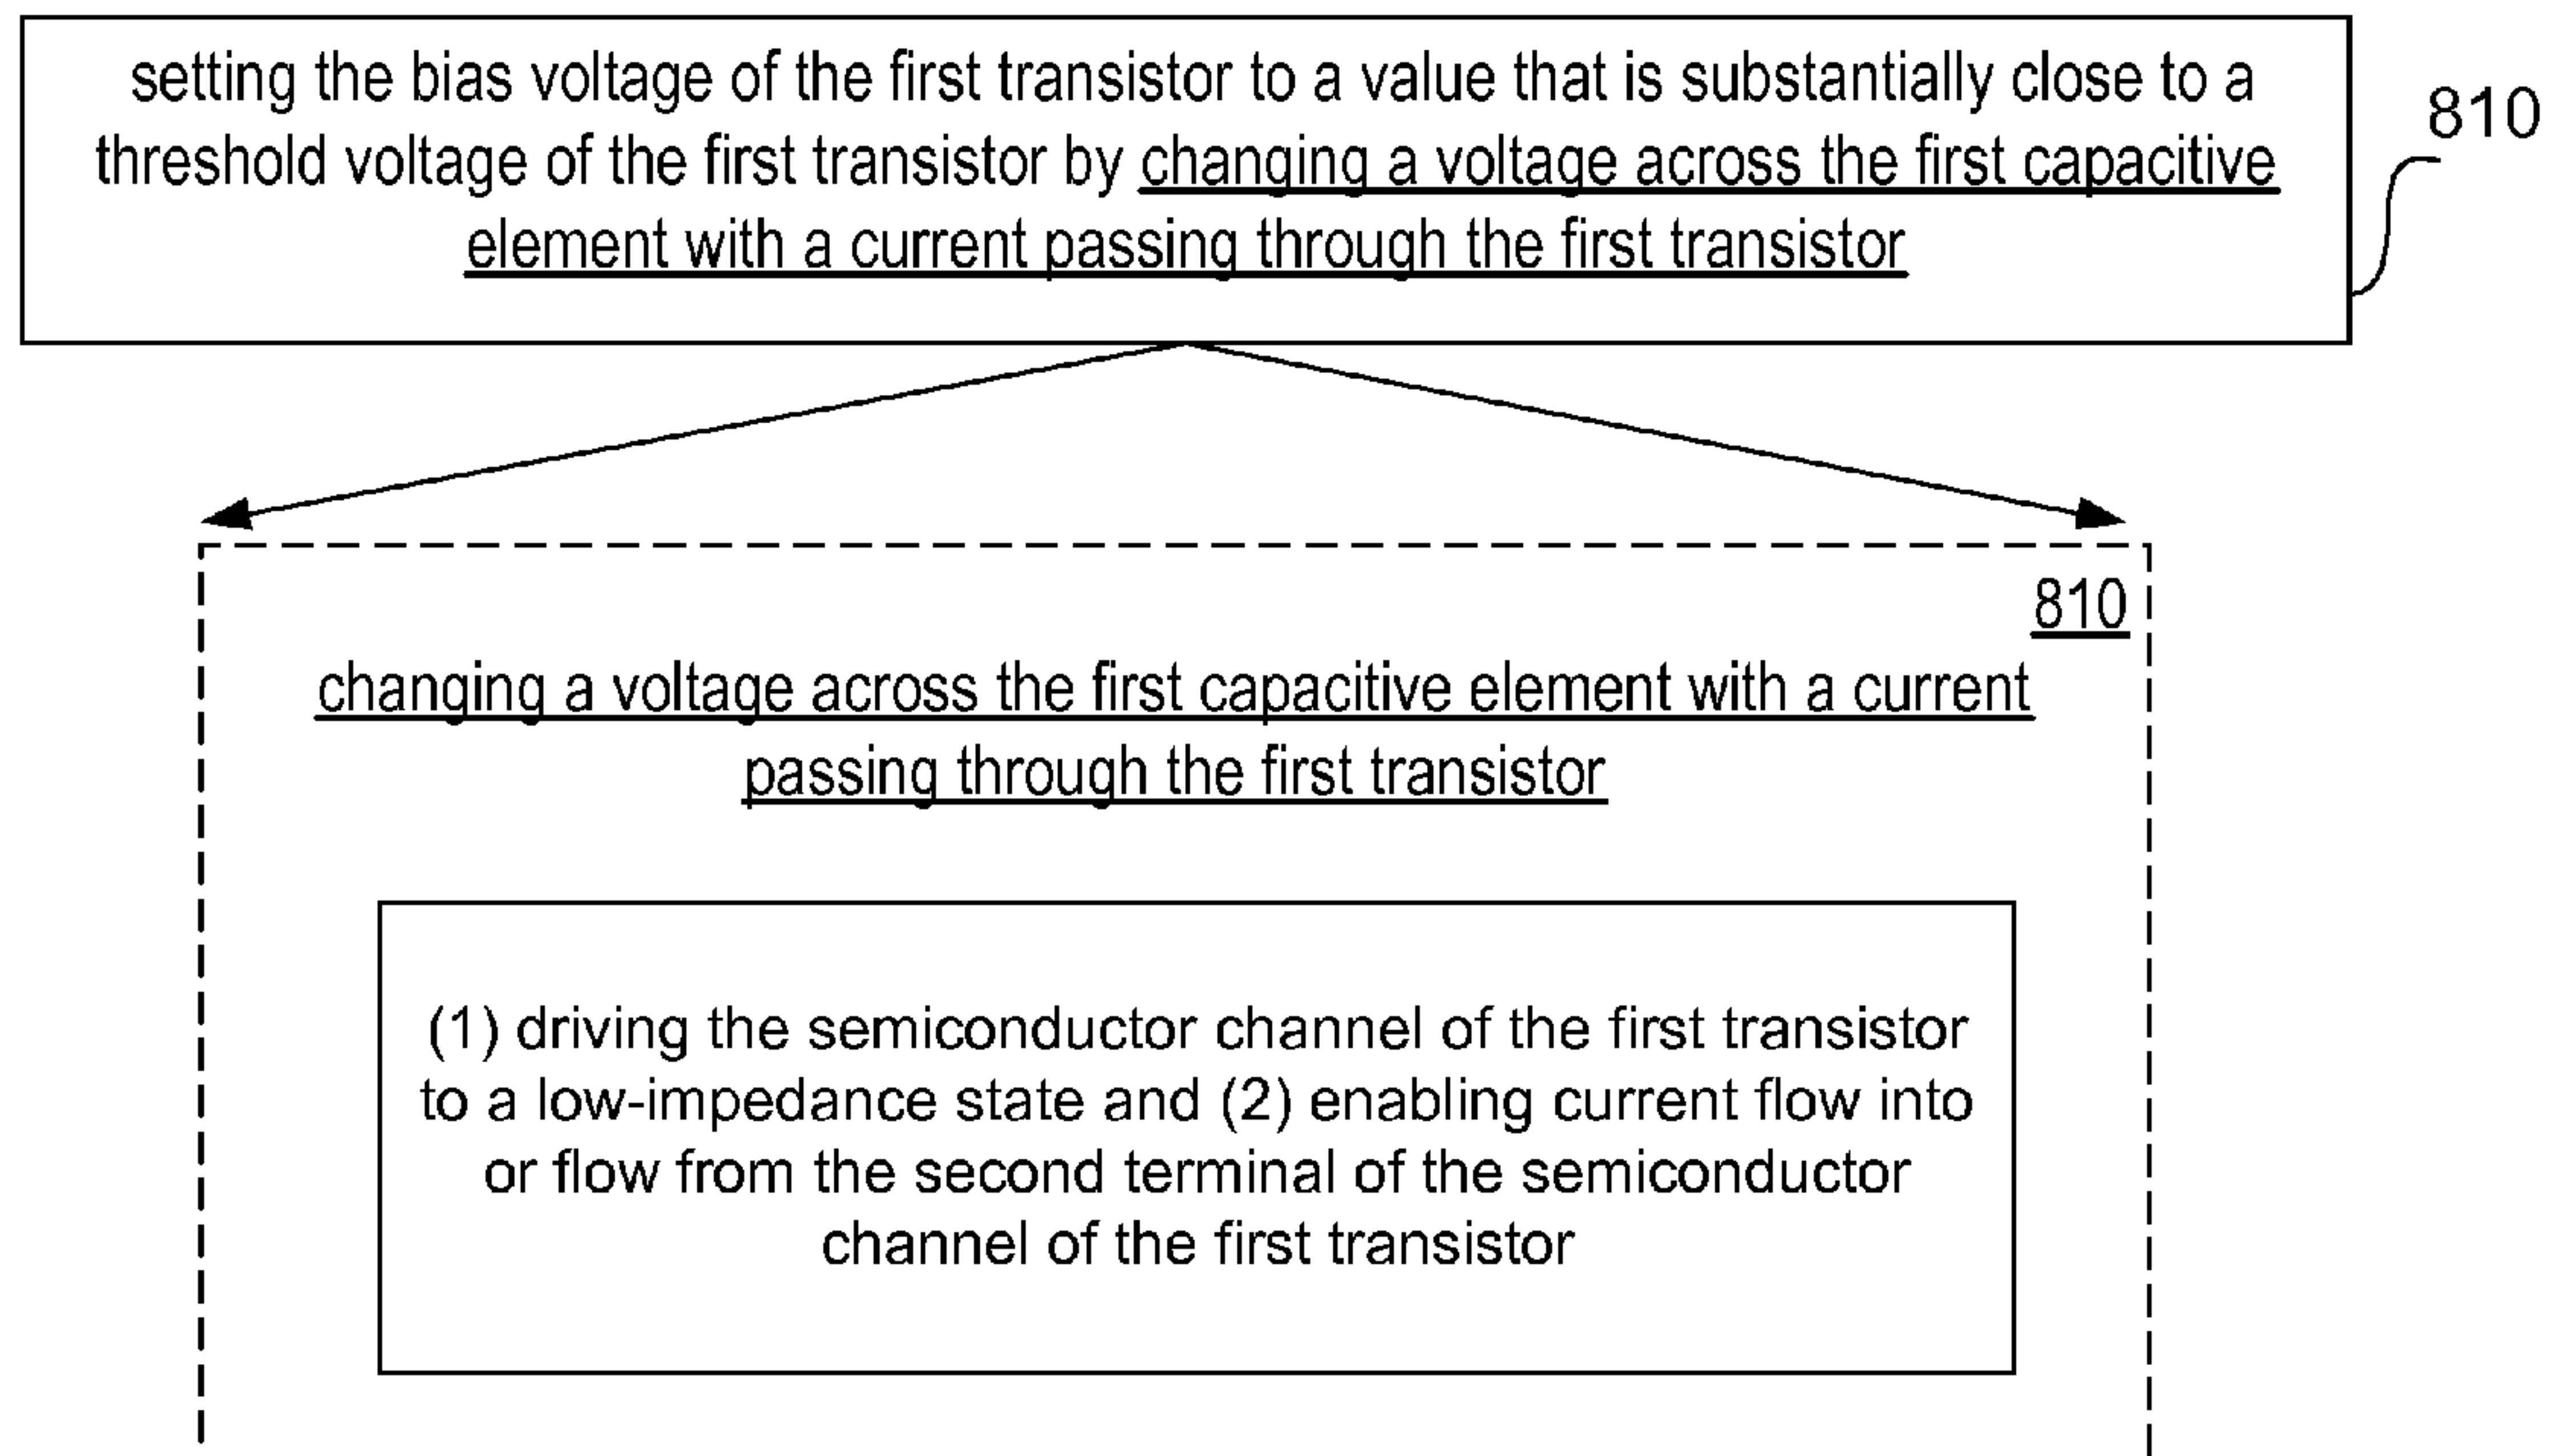 setting the bias voltage of the first transistor to a value that is substantially close to a
threshold voltage of the first transistor by changing a voltage across the first capacitive
element with a current passing through the first transistor
810
810
changing a voltage across the first capacitive element with a current
passing through the first transistor
(1) driving the semiconductor channel of the first transistor
to a low-impedance state and (2) enabling current flow into
or flow from the second terminal of the semiconductor
channel of the first transistor